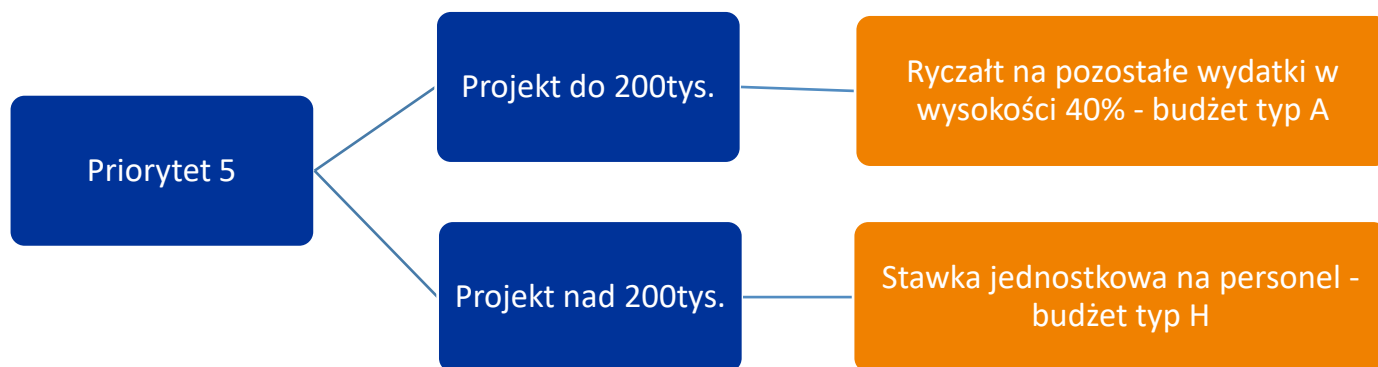 Priorytet 5
Projekt do 200tys.
Ryczałt na pozostałe wydatki w
wysokości 40% - budżet typ A
Projekt nad 200tys.
Stawka jednostkowa na personel -
budżet typ H